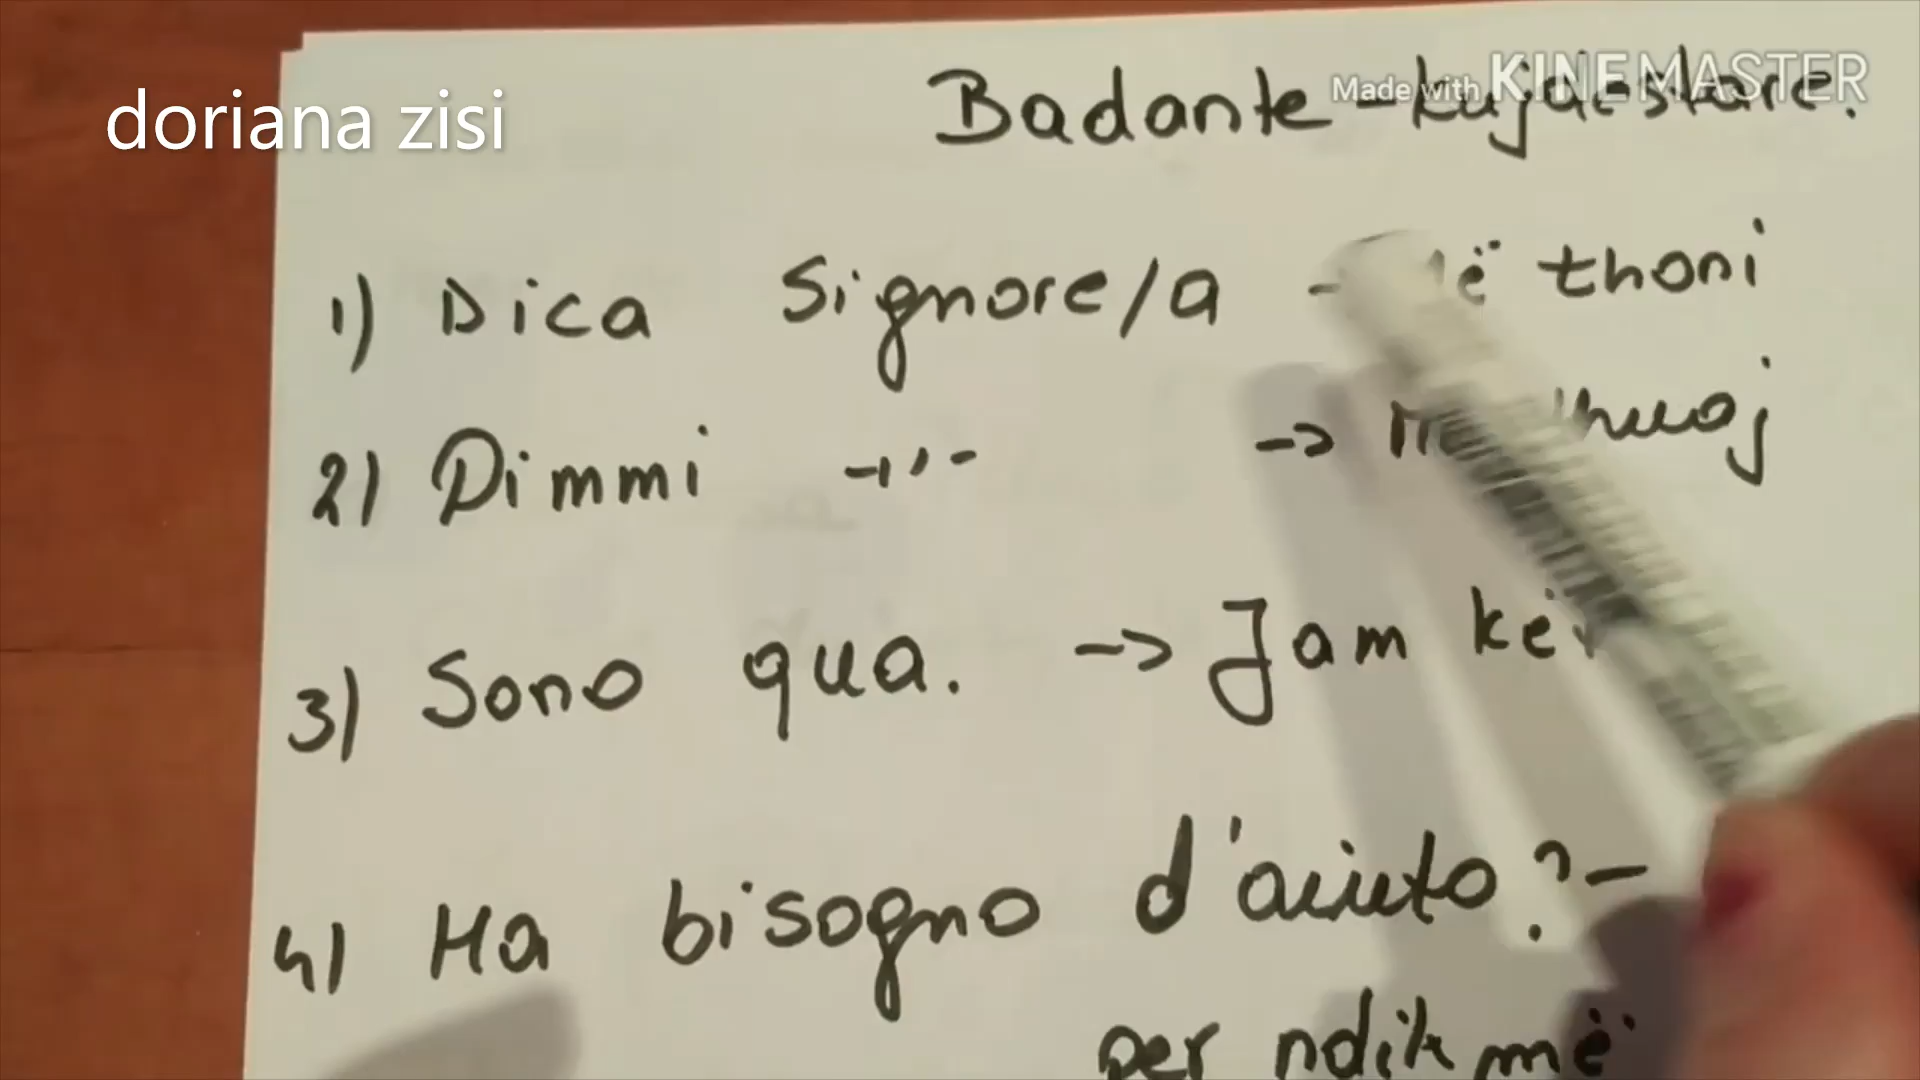 doriana zisi
Made with KINEMASTER
Badante - kujdestare.
1) Dica Signore/a - thoni
2) Dimmi -"- ->
3) Sono qua. -> Jam
4) Ha bisogno d'aiuto? -
per ndihmë